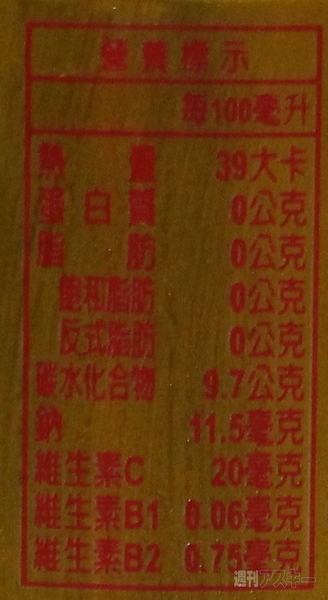 營養標示
每100毫升
熱量 39大卡
蛋白質 0公克
脂肪 0公克
飽和脂肪 0公克
反式脂肪 0公克
碳水化合物 9.7公克
鈉 11.5毫克
維生素C 20毫克
維生素B1 0.06毫克
維生素B2 0.75毫克
週刊アスキー